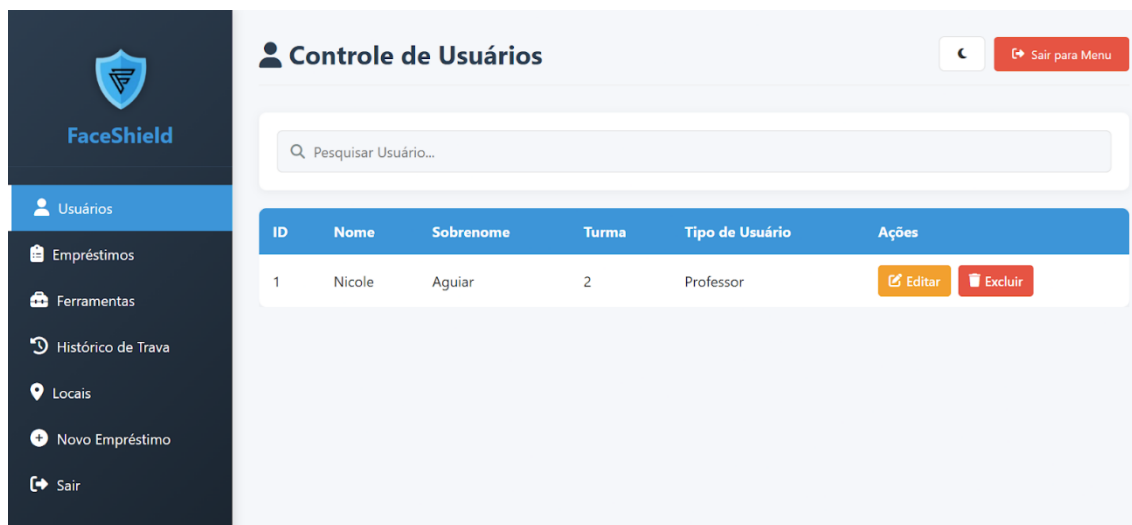 FaceShield
Usuários
Empréstimos
Ferramentas
Histórico de Trava
Locais
Novo Empréstimo
Sair
Controle de Usuários
Sair para Menu
Pesquisar Usuário...
ID Nome Sobrenome Turma Tipo de Usuário Ações
1 Nicole Aguiar 2 Professor Editar Excluir